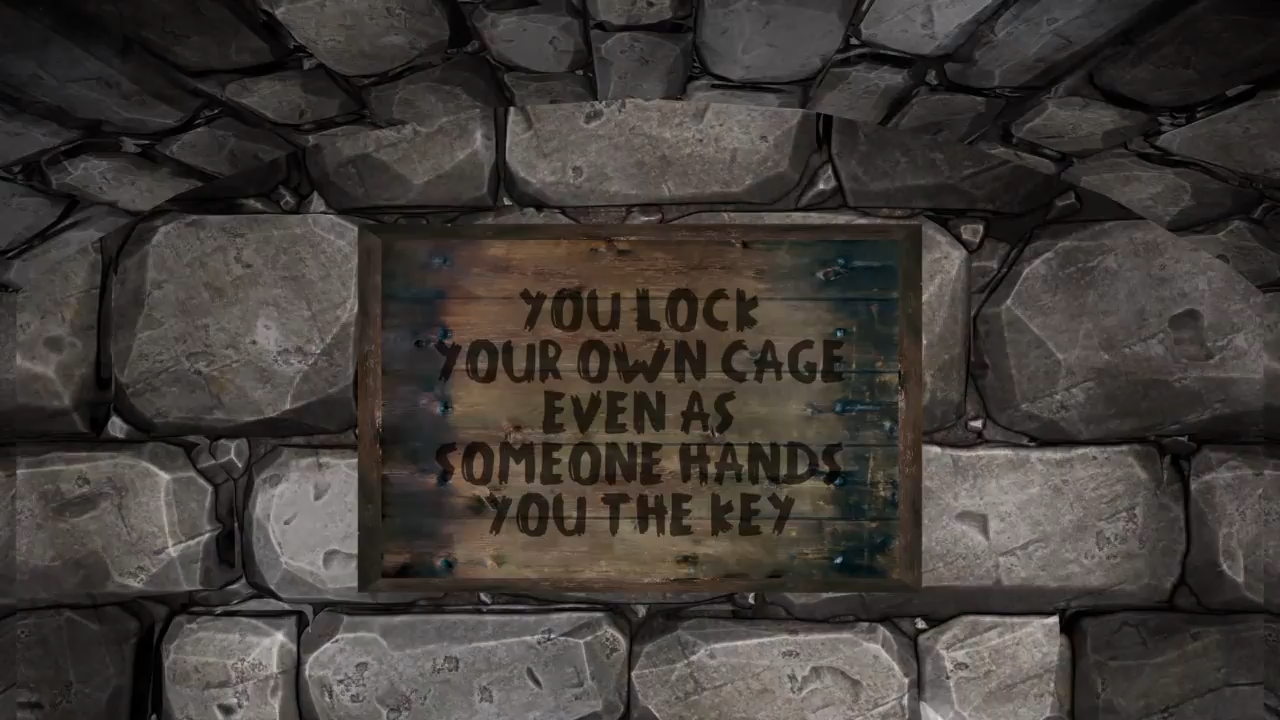 YOU LOCK
YOUR OWN CAGE
EVEN AS
SOMEONE HANDS
YOU THE KEY